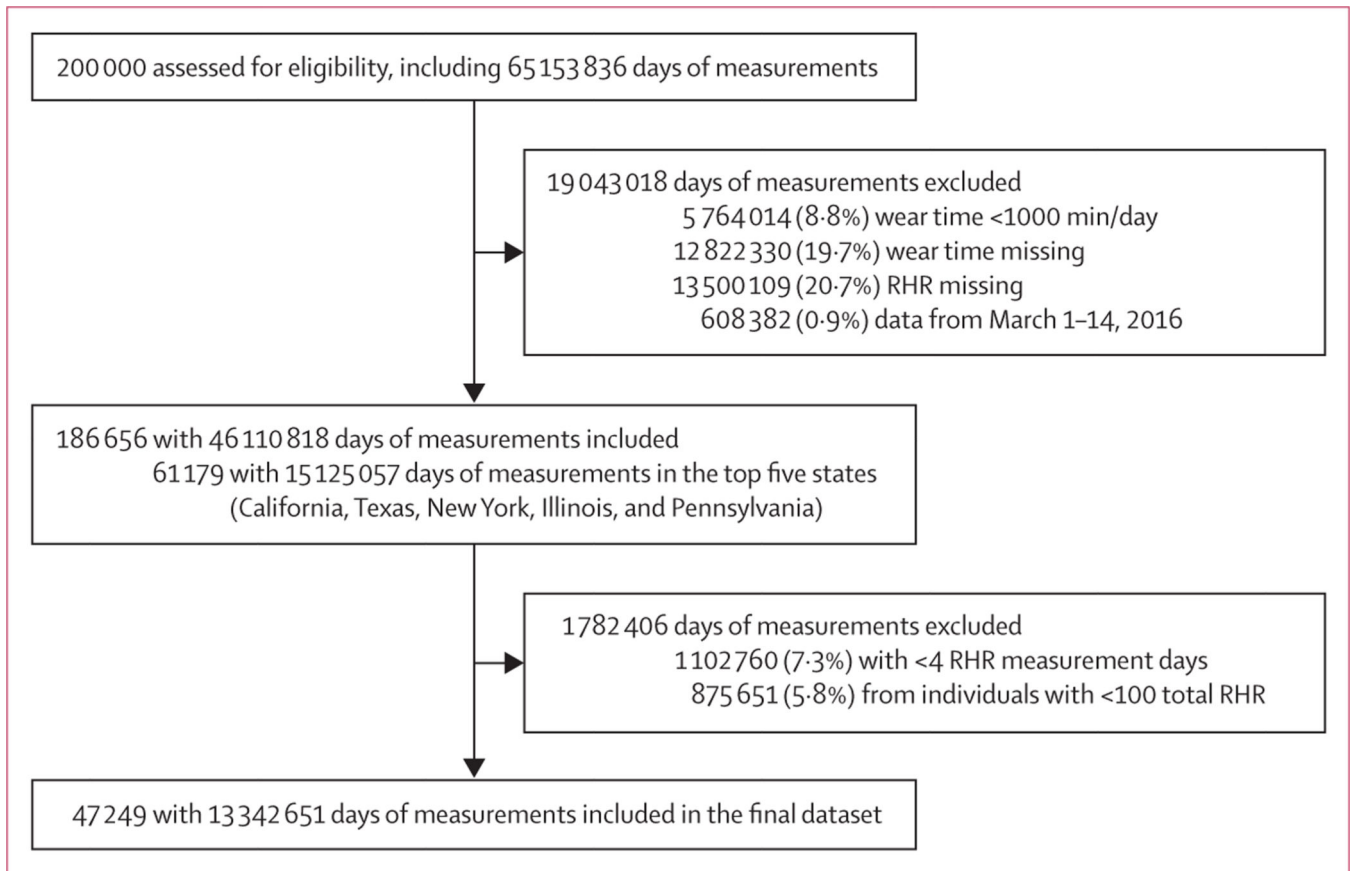 200 000 assessed for eligibility, including 65 153 836 days of measurements
19 043 018 days of measurements excluded
5 764 014 (8·8%) wear time <1000 min/day
12 822 330 (19·7%) wear time missing
13 500 109 (20·7%) RHR missing
608 382 (0·9%) data from March 1–14, 2016
186 656 with 46 110 818 days of measurements included
61 179 with 15 125 057 days of measurements in the top five states
(California, Texas, New York, Illinois, and Pennsylvania)
1 782 406 days of measurements excluded
1 102 760 (7·3%) with <4 RHR measurement days
875 651 (5·8%) from individuals with <100 total RHR
47 249 with 13 342 651 days of measurements included in the final dataset